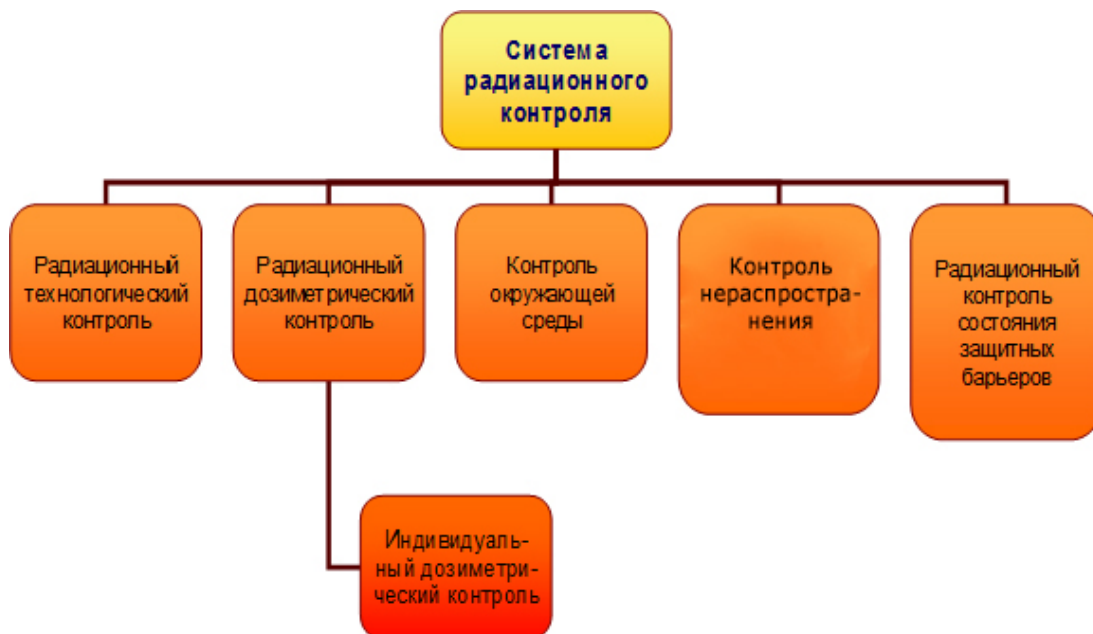 Система
радиационного
контроля
Радиационный
технологический
контроль
Радиационный
дозиметрический
контроль
Контроль
окружающей
среды
Контроль
нераспростра-
нения
Радиационный
контроль
состояния
защитных
барьеров
Индивидуаль-
ный дозиметри-
ческий контроль